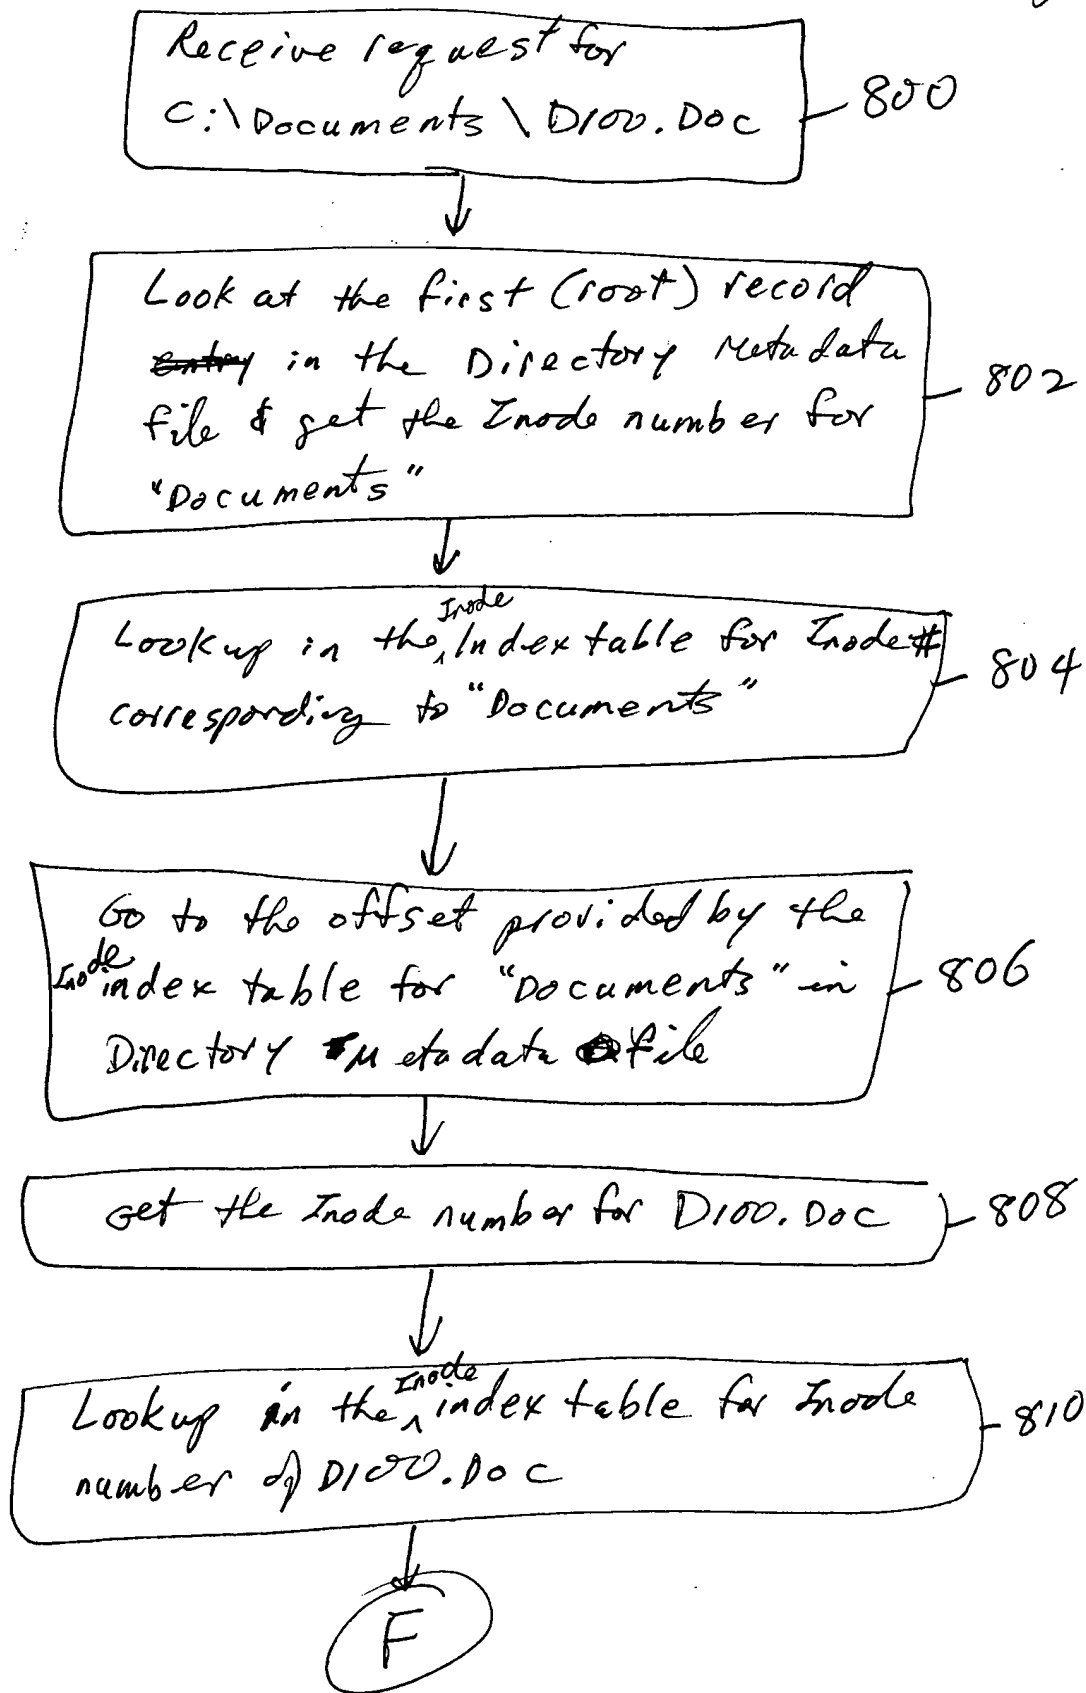 Receive request for
C:\Documents\D100.Doc
800
Look at the first (root) record
entry in the Directory Metadata
file & get the Inode number for
"Documents"
802
Lookup in the Inode Index table for Inode #
corresponding to "Documents"
804
Go to the offset provided by the
Inode index table for "Documents" in
Directory Metadata file
806
Get the Inode number for D100.Doc
808
Lookup in the Inode index table for Inode
number of D100.Doc
810
F